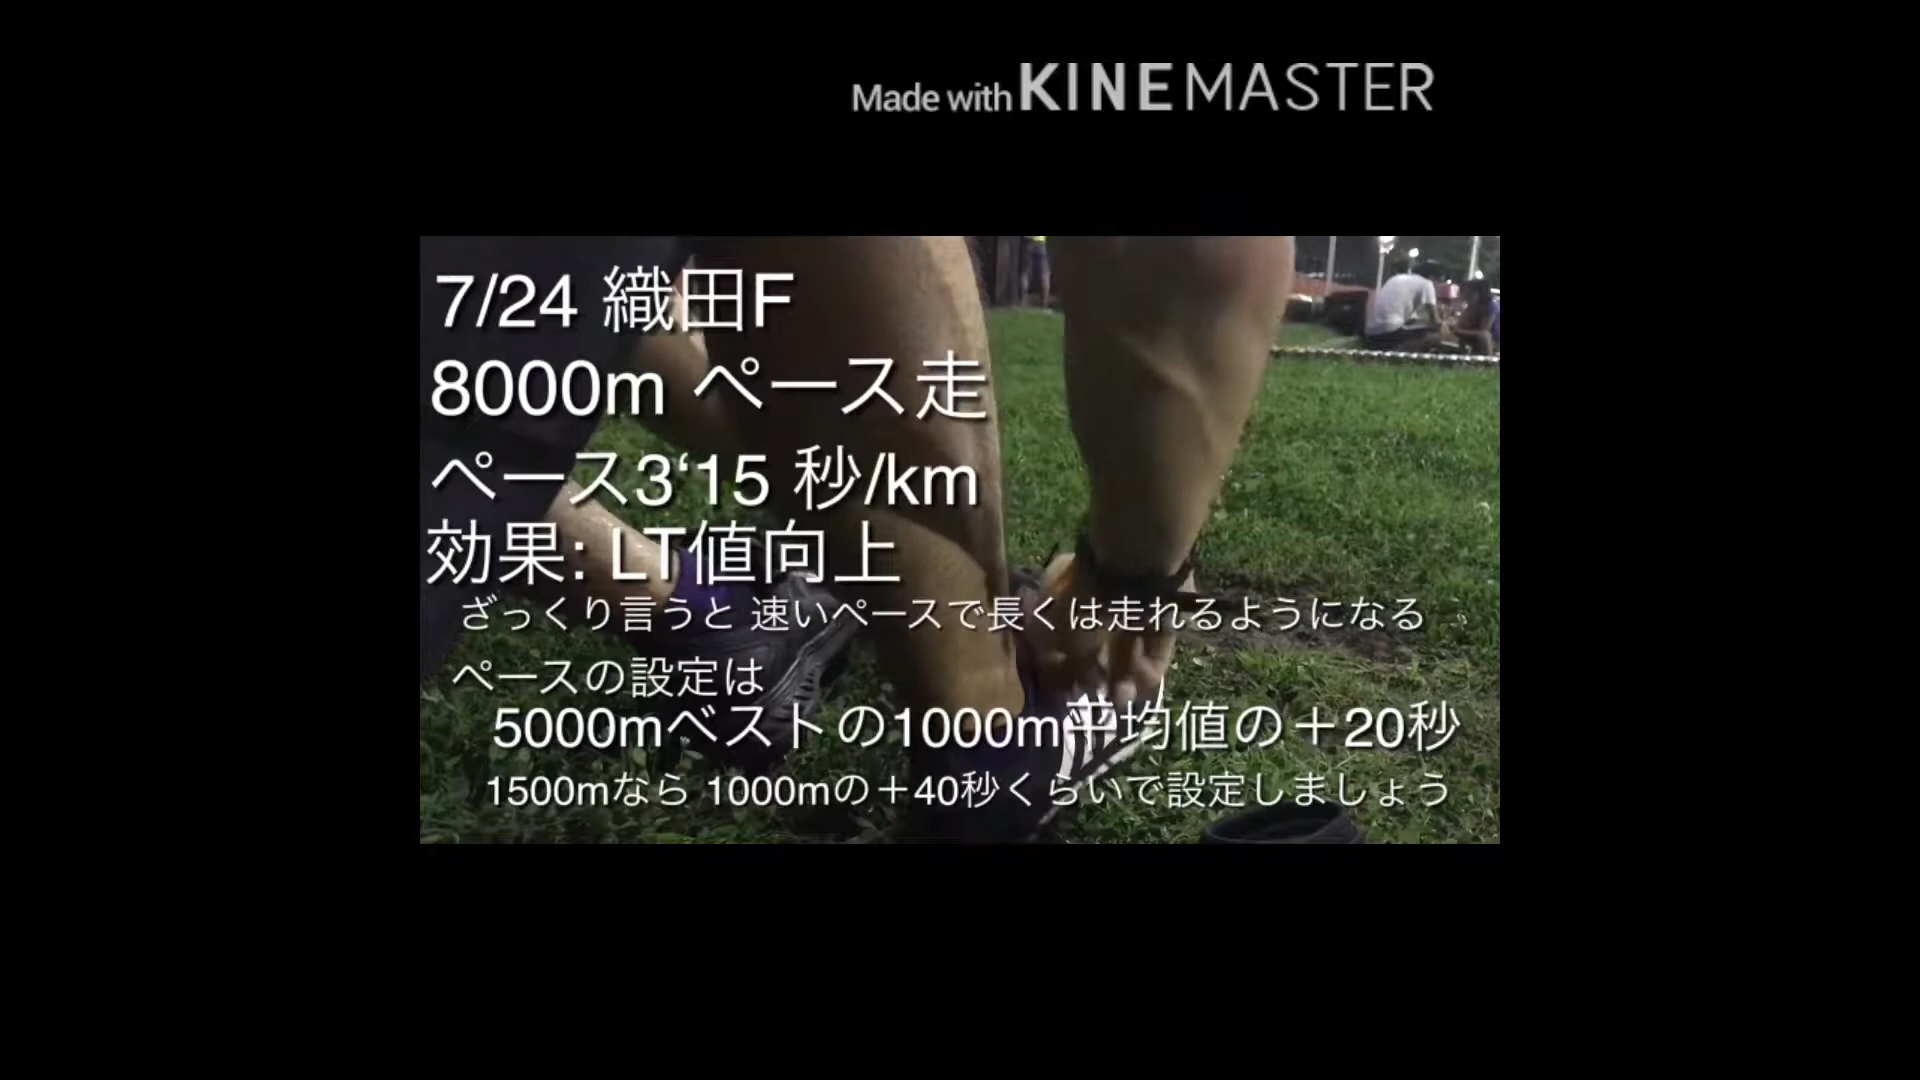 Made with KINEMASTER
7/24 織田F
8000m ペース走
ペース3‘15 秒/km
効果: LT値向上
ざっくり言うと 速いペースで長くは走れるようになる
ペースの設定は
5000mベストの1000m平均値の＋20秒
1500mなら 1000mの＋40秒くらいで設定しましょう